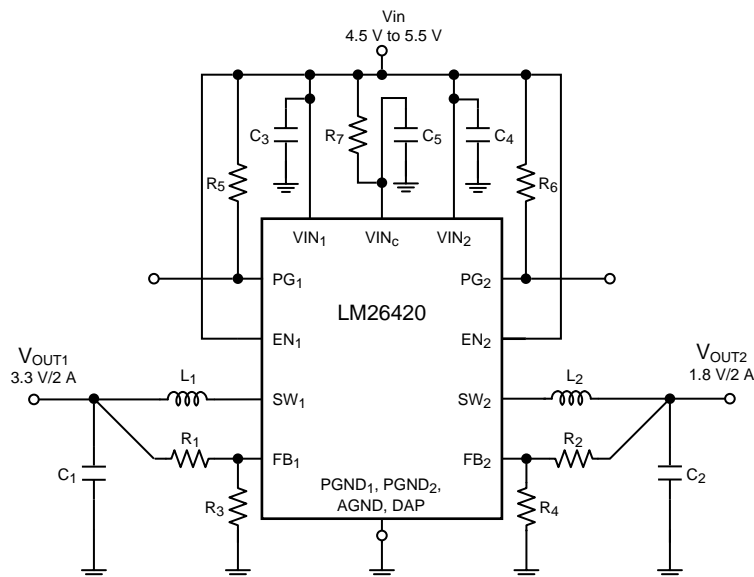 Vin
4.5 V to 5.5 V
C3
R7
C5
C4
R5
R6
VIN1
VINc
VIN2
PG1
PG2
LM26420
EN1
EN2
VOUT1
3.3 V/2 A
L1
SW1
SW2
L2
VOUT2
1.8 V/2 A
R1
FB1
FB2
R2
C1
R3
PGND1, PGND2,
AGND, DAP
R4
C2